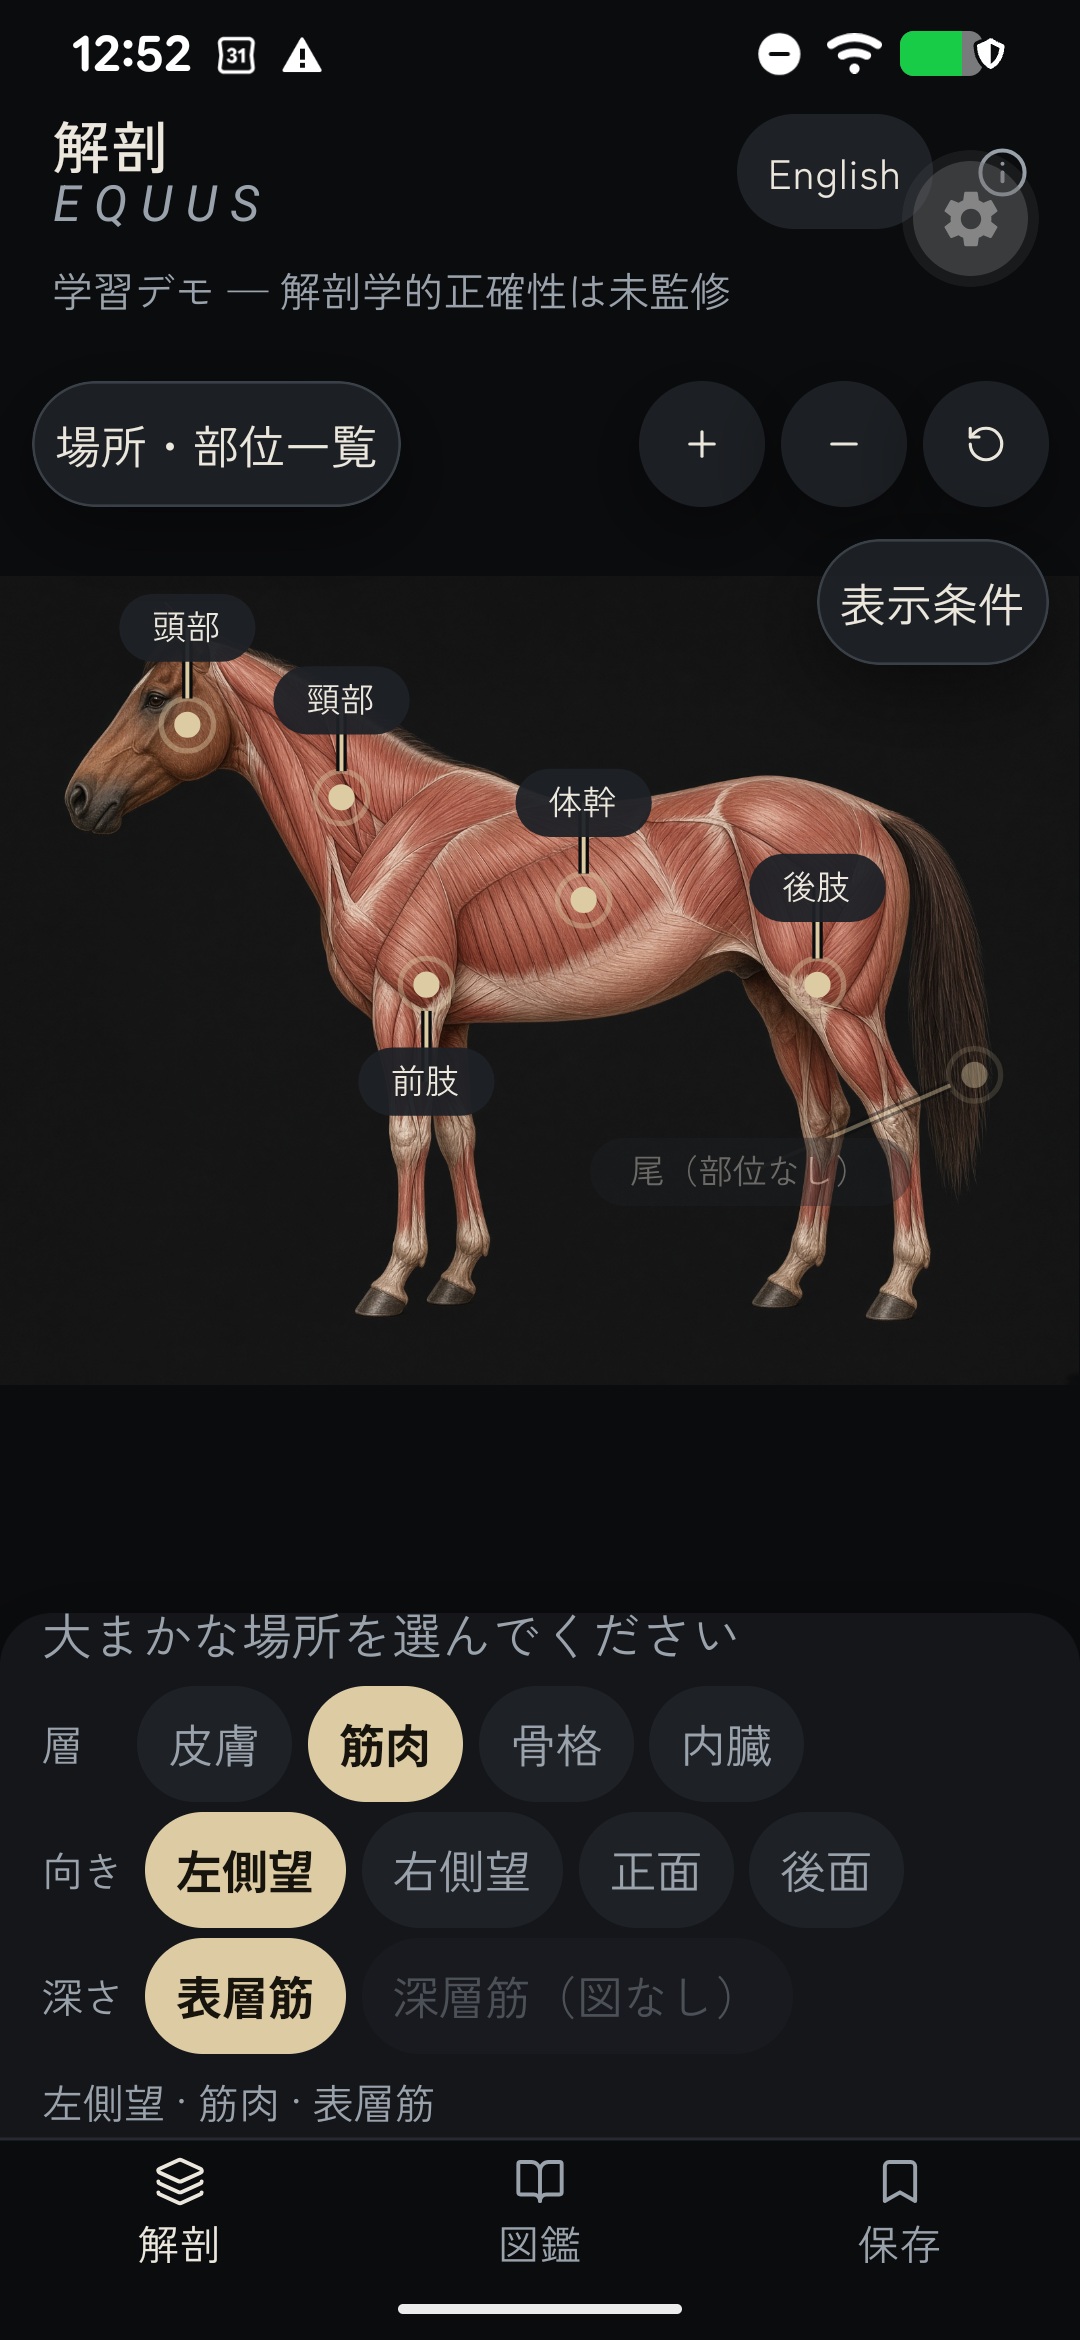 12:52 31
解剖
EQUUS
English
学習デモ — 解剖学的正確性は未監修
場所・部位一覧
表示条件
頭部
頸部
体幹
後肢
前肢
尾（部位なし）
大まかな場所を選んでください
層 皮膚 筋肉 骨格 内臓
向き 左側望 右側望 正面 後面
深さ 表層筋 深層筋（図なし）
左側望 · 筋肉 · 表層筋
解剖 図鑑 保存